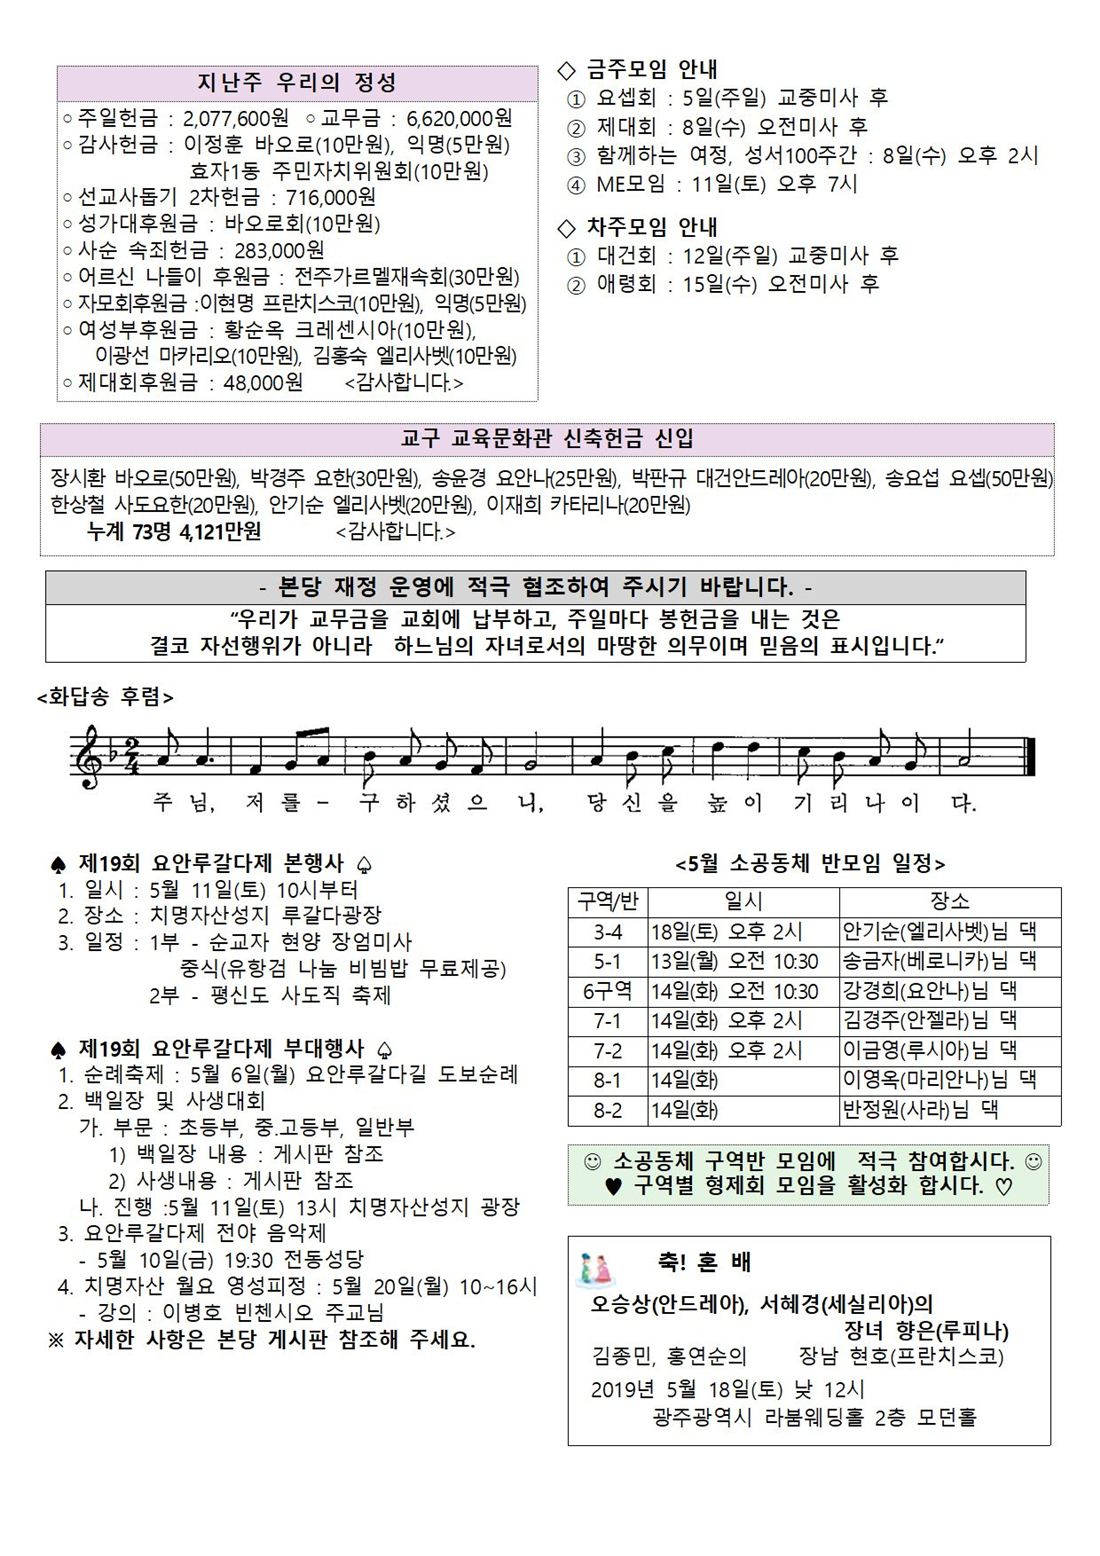 지난주 우리의 정성
○ 주일헌금 : 2,077,600원 ○ 교무금 : 6,620,000원
○ 감사헌금 : 이정훈 바오로(10만원), 익명(5만원)
효자1동 주민자치위원회(10만원)
○ 선교사돕기 2차헌금 : 716,000원
○ 성가대후원금 : 바오로회(10만원)
○ 사순 속죄헌금 : 283,000원
○ 어르신 나들이 후원금 : 전주가르멜재속회(30만원)
○ 자모회후원금 :이현명 프란치스코(10만원), 익명(5만원)
○ 여성부후원금 : 황순옥 크레센시아(10만원),
이광선 마카리오(10만원), 김홍숙 엘리사벳(10만원)
○ 제대회후원금 : 48,000원 <감사합니다.>
◇ 금주모임 안내
① 요셉회 : 5일(주일) 교중미사 후
② 제대회 : 8일(수) 오전미사 후
③ 함께하는 여정, 성서100주간 : 8일(수) 오후 2시
④ ME모임 : 11일(토) 오후 7시
◇ 차주모임 안내
① 대건회 : 12일(주일) 교중미사 후
② 애령회 : 15일(수) 오전미사 후
교구 교육문화관 신축헌금 신입
장시환 바오로(50만원), 박경주 요한(30만원), 송윤경 요안나(25만원), 박판규 대건안드레아(20만원), 송요섭 요셉(50만원)
한상철 사도요한(20만원), 안기순 엘리사벳(20만원), 이재희 카타리나(20만원)
누계 73명 4,121만원 <감사합니다.>
- 본당 재정 운영에 적극 협조하여 주시기 바랍니다. -
“우리가 교무금을 교회에 납부하고, 주일마다 봉헌금을 내는 것은
결코 자선행위가 아니라 하느님의 자녀로서의 마땅한 의무이며 믿음의 표시입니다.“
<화답송 후렴>
2
4
주 님, 저 를 - 구 하 셨 으 니, 당 신 을 높 이 기 리 나 이 다.
♠ 제19회 요안루갈다제 본행사 ♤
1. 일시 : 5월 11일(토) 10시부터
2. 장소 : 치명자산성지 루갈다광장
3. 일정 : 1부 - 순교자 현양 장엄미사
중식(유항검 나눔 비빔밥 무료제공)
2부 - 평신도 사도직 축제
♠ 제19회 요안루갈다제 부대행사 ♤
1. 순례축제 : 5월 6일(월) 요안루갈다길 도보순례
2. 백일장 및 사생대회
가. 부문 : 초등부, 중.고등부, 일반부
1) 백일장 내용 : 게시판 참조
2) 사생내용 : 게시판 참조
나. 진행 :5월 11일(토) 13시 치명자산성지 광장
3. 요안루갈다제 전야 음악제
- 5월 10일(금) 19:30 전동성당
4. 치명자산 월요 영성피정 : 5월 20일(월) 10~16시
- 강의 : 이병호 빈첸시오 주교님
※ 자세한 사항은 본당 게시판 참조해 주세요.
<5월 소공동체 반모임 일정>
구역/반 일시 장소
3-4 18일(토) 오후 2시 안기순(엘리사벳)님 댁
5-1 13일(월) 오전 10:30 송금자(베로니카)님 댁
6구역 14일(화) 오전 10:30 강경희(요안나)님 댁
7-1 14일(화) 오후 2시 김경주(안젤라)님 댁
7-2 14일(화) 오후 2시 이금영(루시아)님 댁
8-1 14일(화) 이영옥(마리안나)님 댁
8-2 14일(화) 반정원(사라)님 댁
☺ 소공동체 구역반 모임에 적극 참여합시다. ☺
♥ 구역별 형제회 모임을 활성화 합시다. ♡
축! 혼 배
오승상(안드레아), 서혜경(세실리아)의
장녀 향은(루피나)
김종민, 홍연순의 장남 현호(프란치스코)
2019년 5월 18일(토) 낮 12시
광주광역시 라붐웨딩홀 2층 모던홀